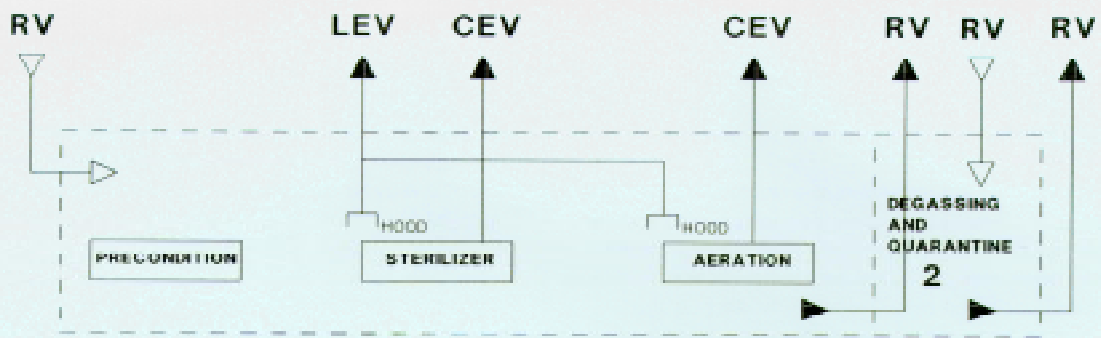 RV LEV CEV CEV RV RV RV
HOOD HOOD
PRECONDITION STERILIZER AERATION
DEGASSING
AND
QUARANTINE
2